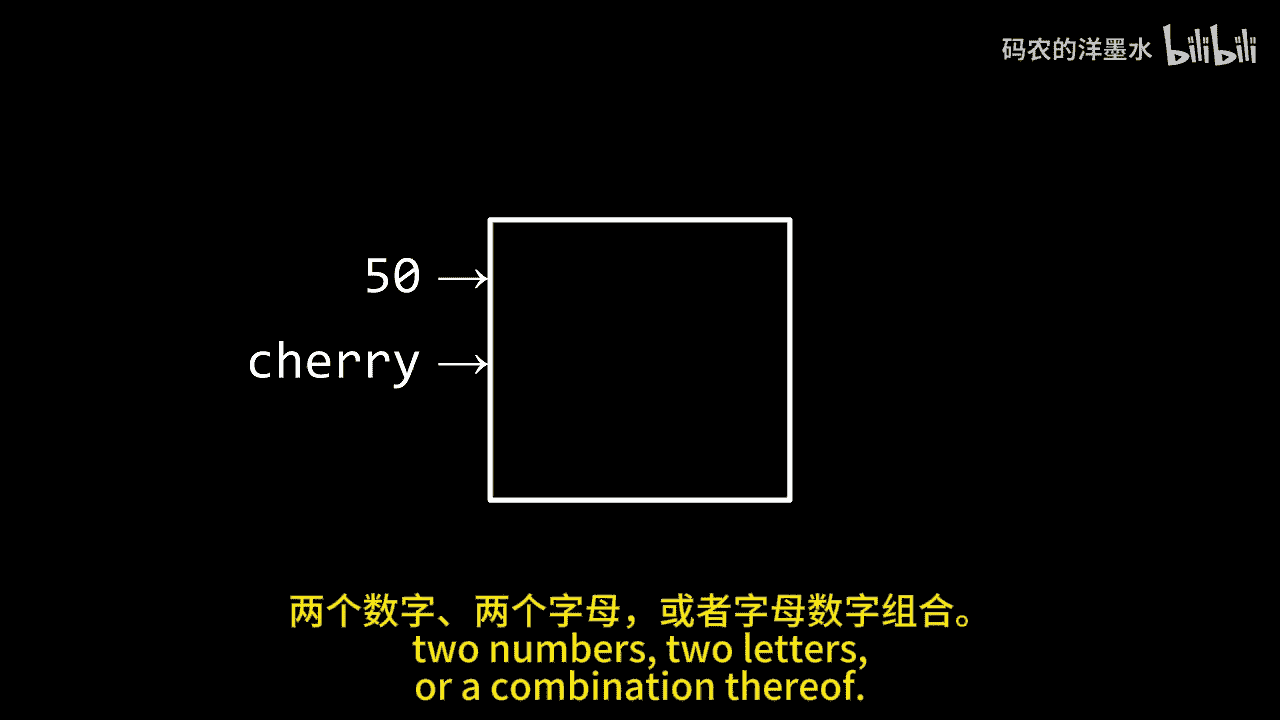 码农的洋墨水 bilibili
50 →
cherry →
两个数字、两个字母，或者字母数字组合。
two numbers, two letters,
or a combination thereof.